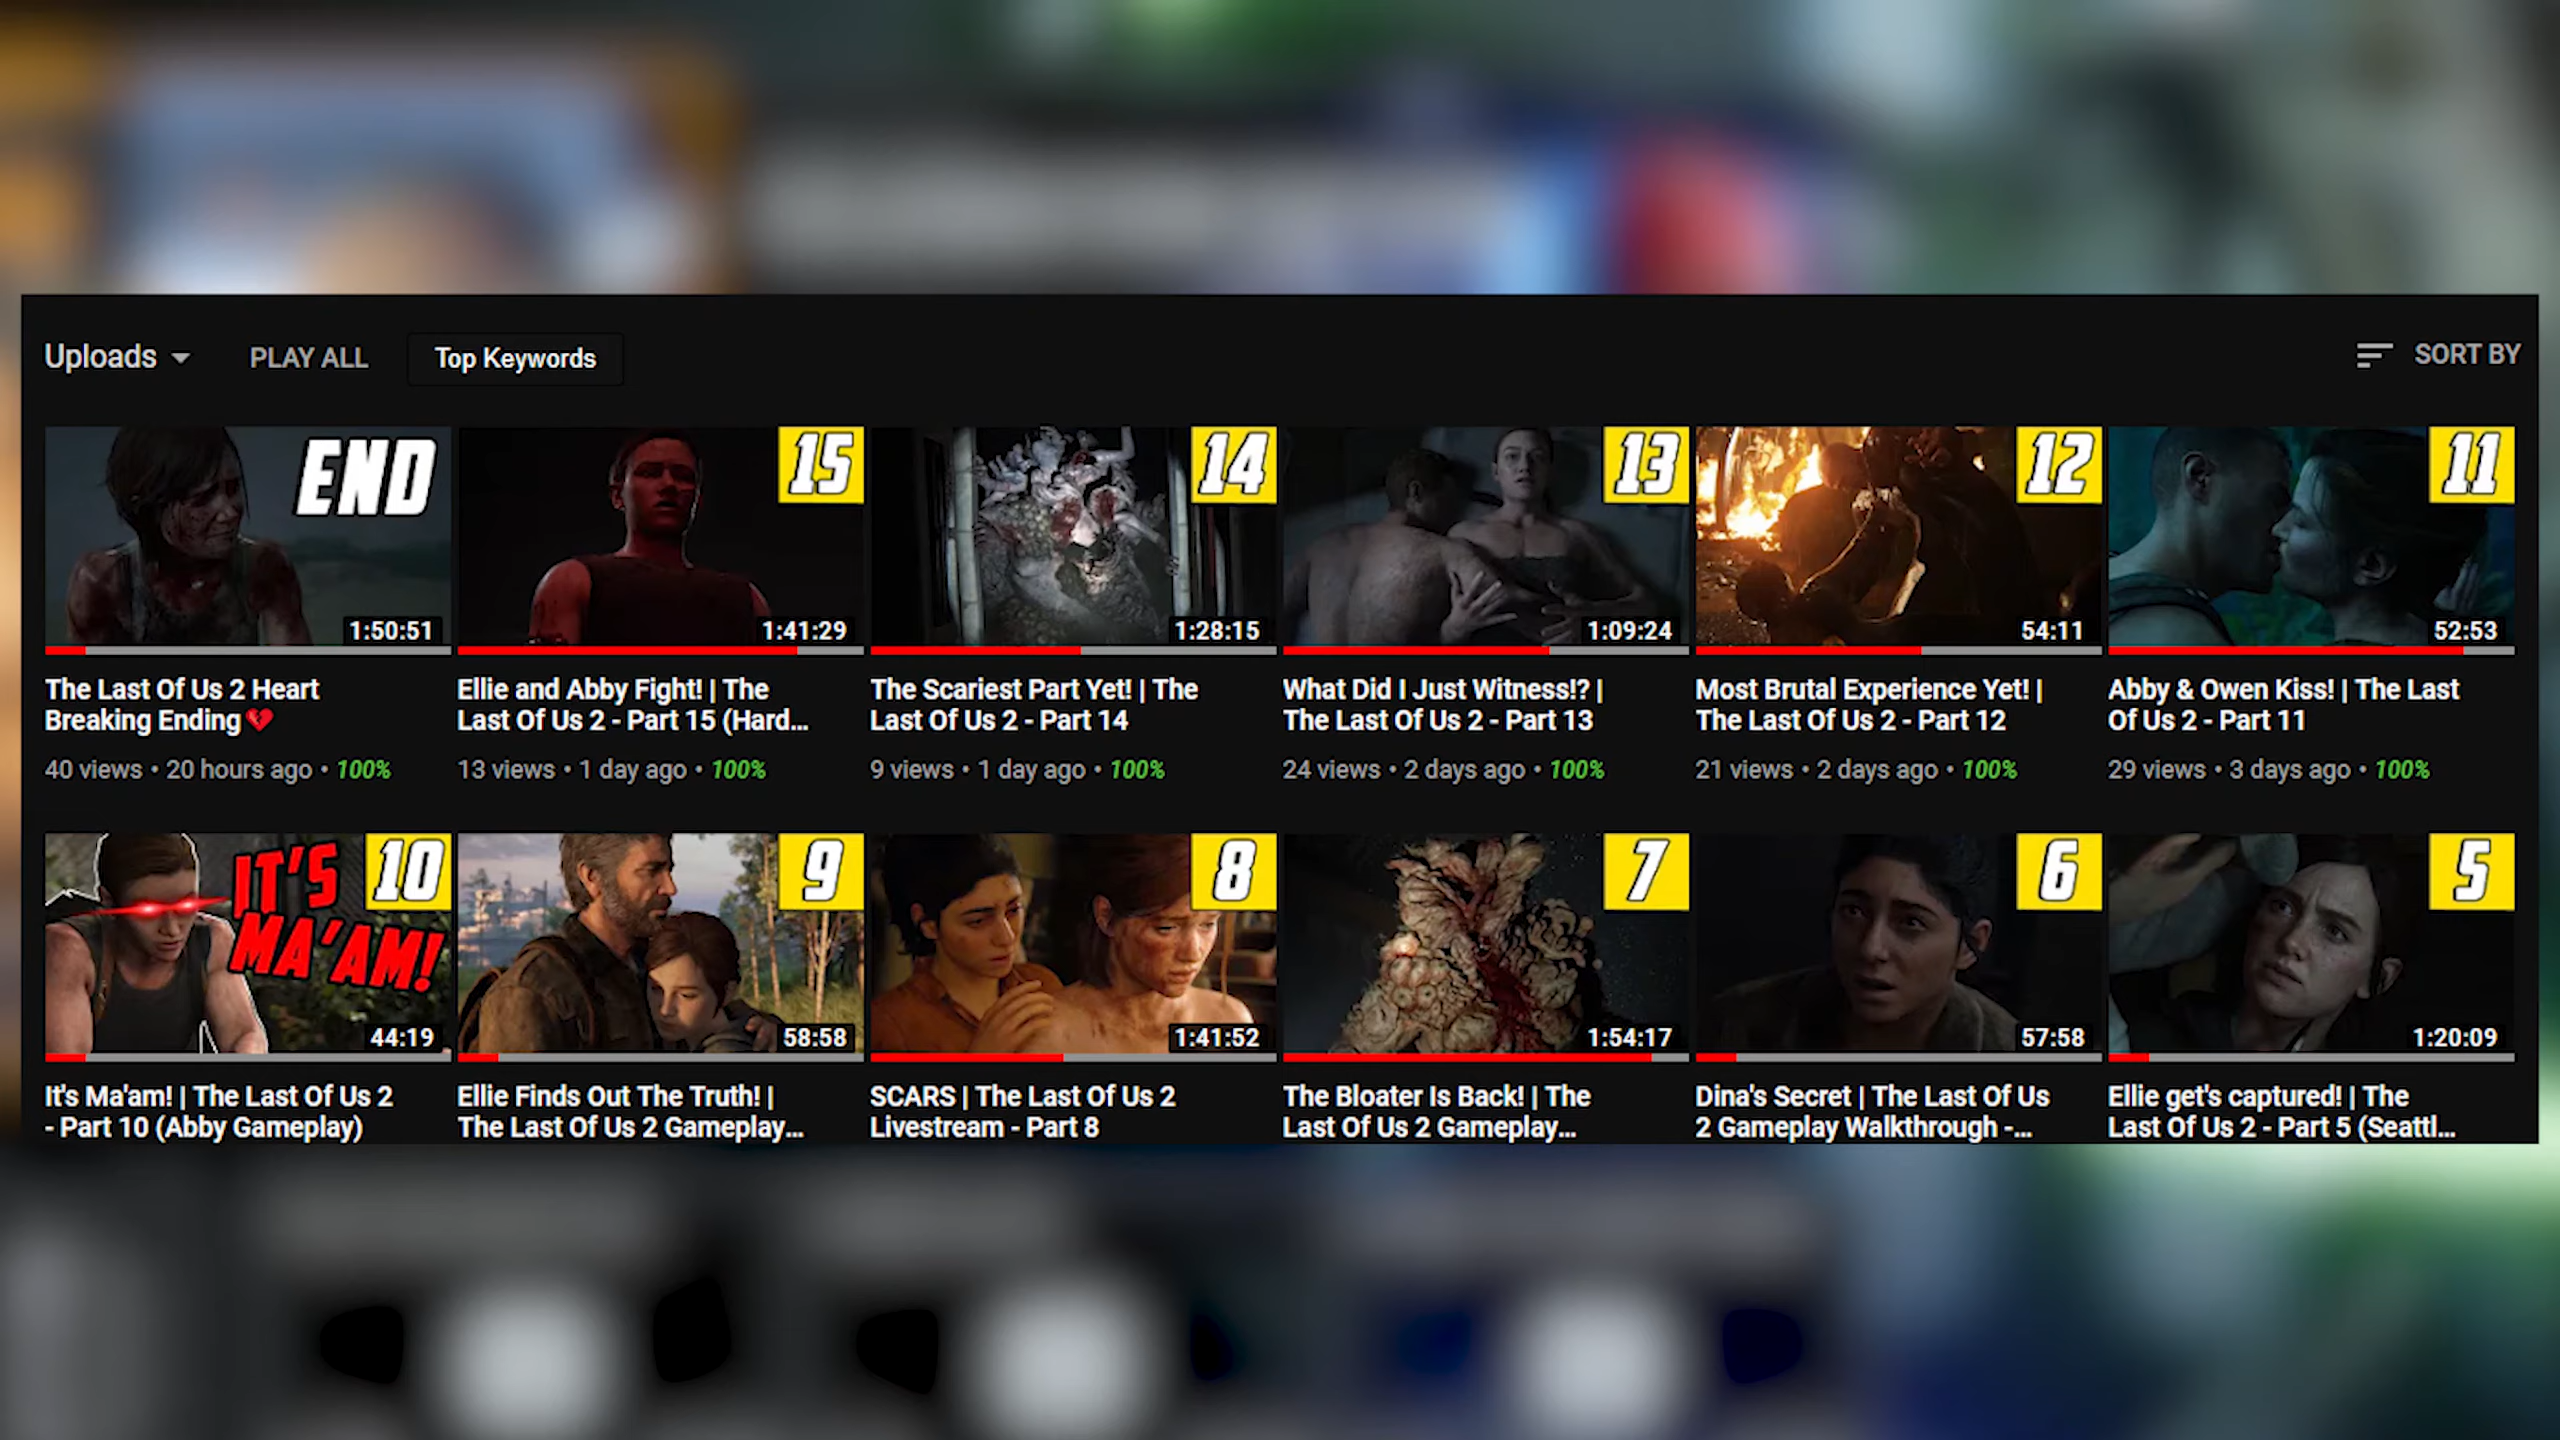 Uploads
PLAY ALL
Top Keywords
SORT BY
END
1:50:51
15
1:41:29
14
1:28:15
13
1:09:24
12
54:11
11
52:53
The Last Of Us 2 Heart
Breaking Ending💔
40 views • 20 hours ago • 100%
Ellie and Abby Fight! | The
Last Of Us 2 - Part 15 (Hard...
13 views • 1 day ago • 100%
The Scariest Part Yet! | The
Last Of Us 2 - Part 14
9 views • 1 day ago • 100%
What Did I Just Witness!? |
The Last Of Us 2 - Part 13
24 views • 2 days ago • 100%
Most Brutal Experience Yet! |
The Last Of Us 2 - Part 12
21 views • 2 days ago • 100%
Abby & Owen Kiss! | The Last
Of Us 2 - Part 11
29 views • 3 days ago • 100%
IT'S
MA'AM!
10
44:19
9
58:58
8
1:41:52
7
1:54:17
6
57:58
5
1:20:09
It's Ma'am! | The Last Of Us 2
- Part 10 (Abby Gameplay)
Ellie Finds Out The Truth! |
The Last Of Us 2 Gameplay...
SCARS | The Last Of Us 2
Livestream - Part 8
The Bloater Is Back! | The
Last Of Us 2 Gameplay...
Dina's Secret | The Last Of Us
2 Gameplay Walkthrough -...
Ellie get's captured! | The
Last Of Us 2 - Part 5 (Seattl...